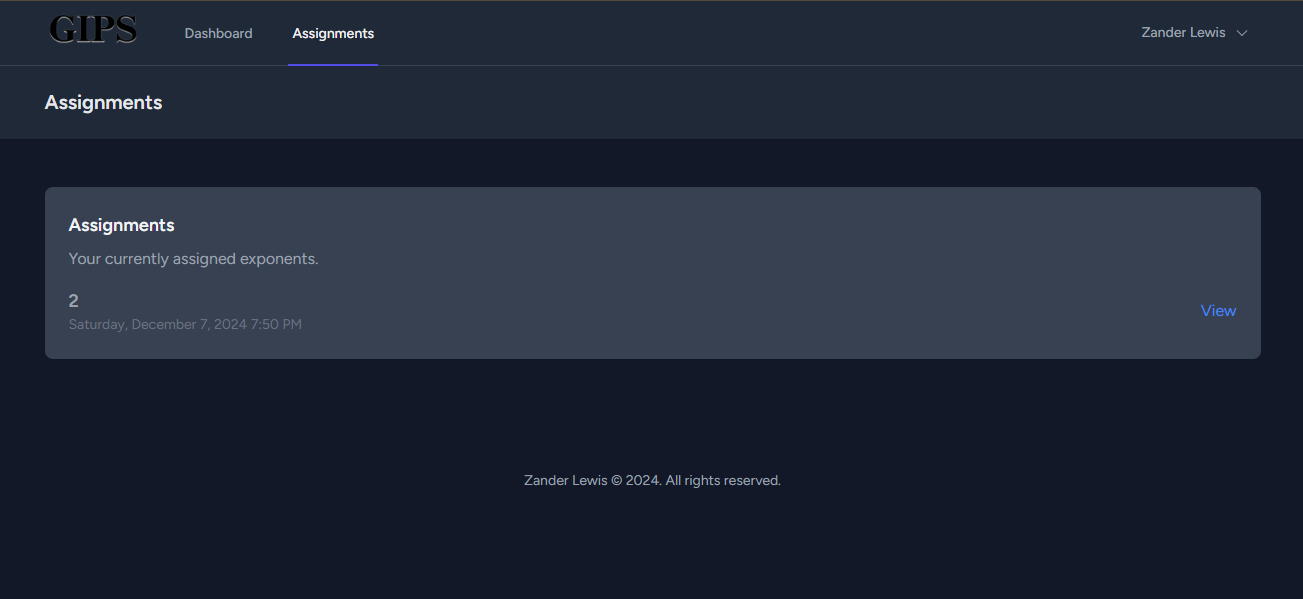 GIPS Dashboard Assignments Zander Lewis
Assignments
Assignments
Your currently assigned exponents.
2
Saturday, December 7, 2024 7:50 PM
View
Zander Lewis © 2024. All rights reserved.